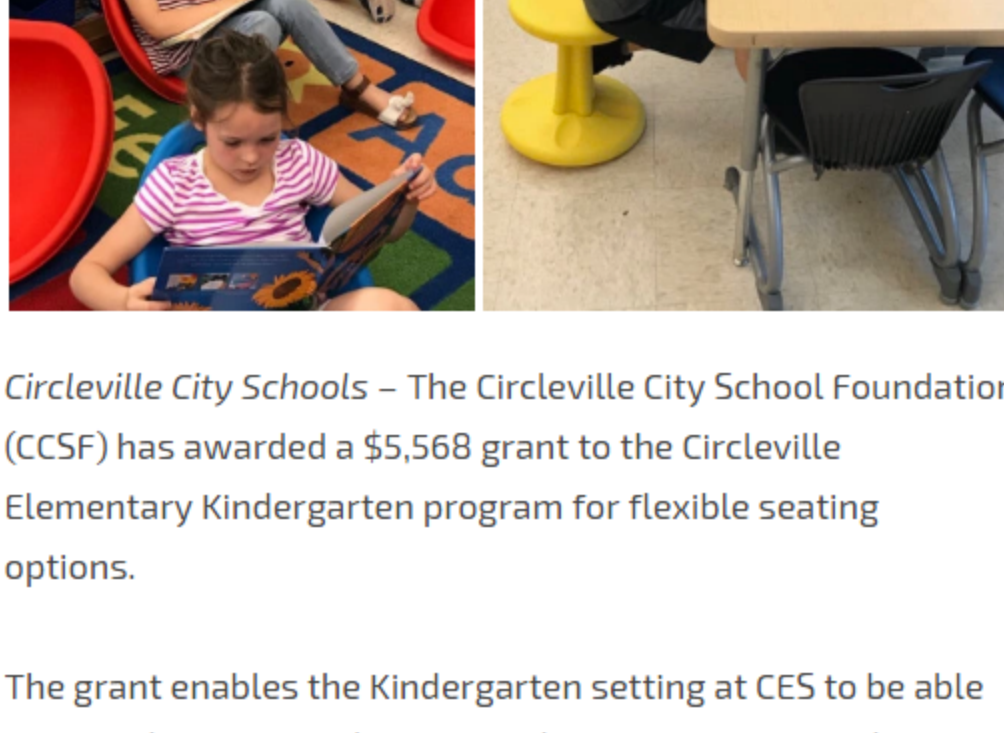 A
Circleville City Schools – The Circleville City School Foundation
(CCSF) has awarded a $5,568 grant to the Circleville
Elementary Kindergarten program for flexible seating
options.
The grant enables the Kindergarten setting at CES to be able